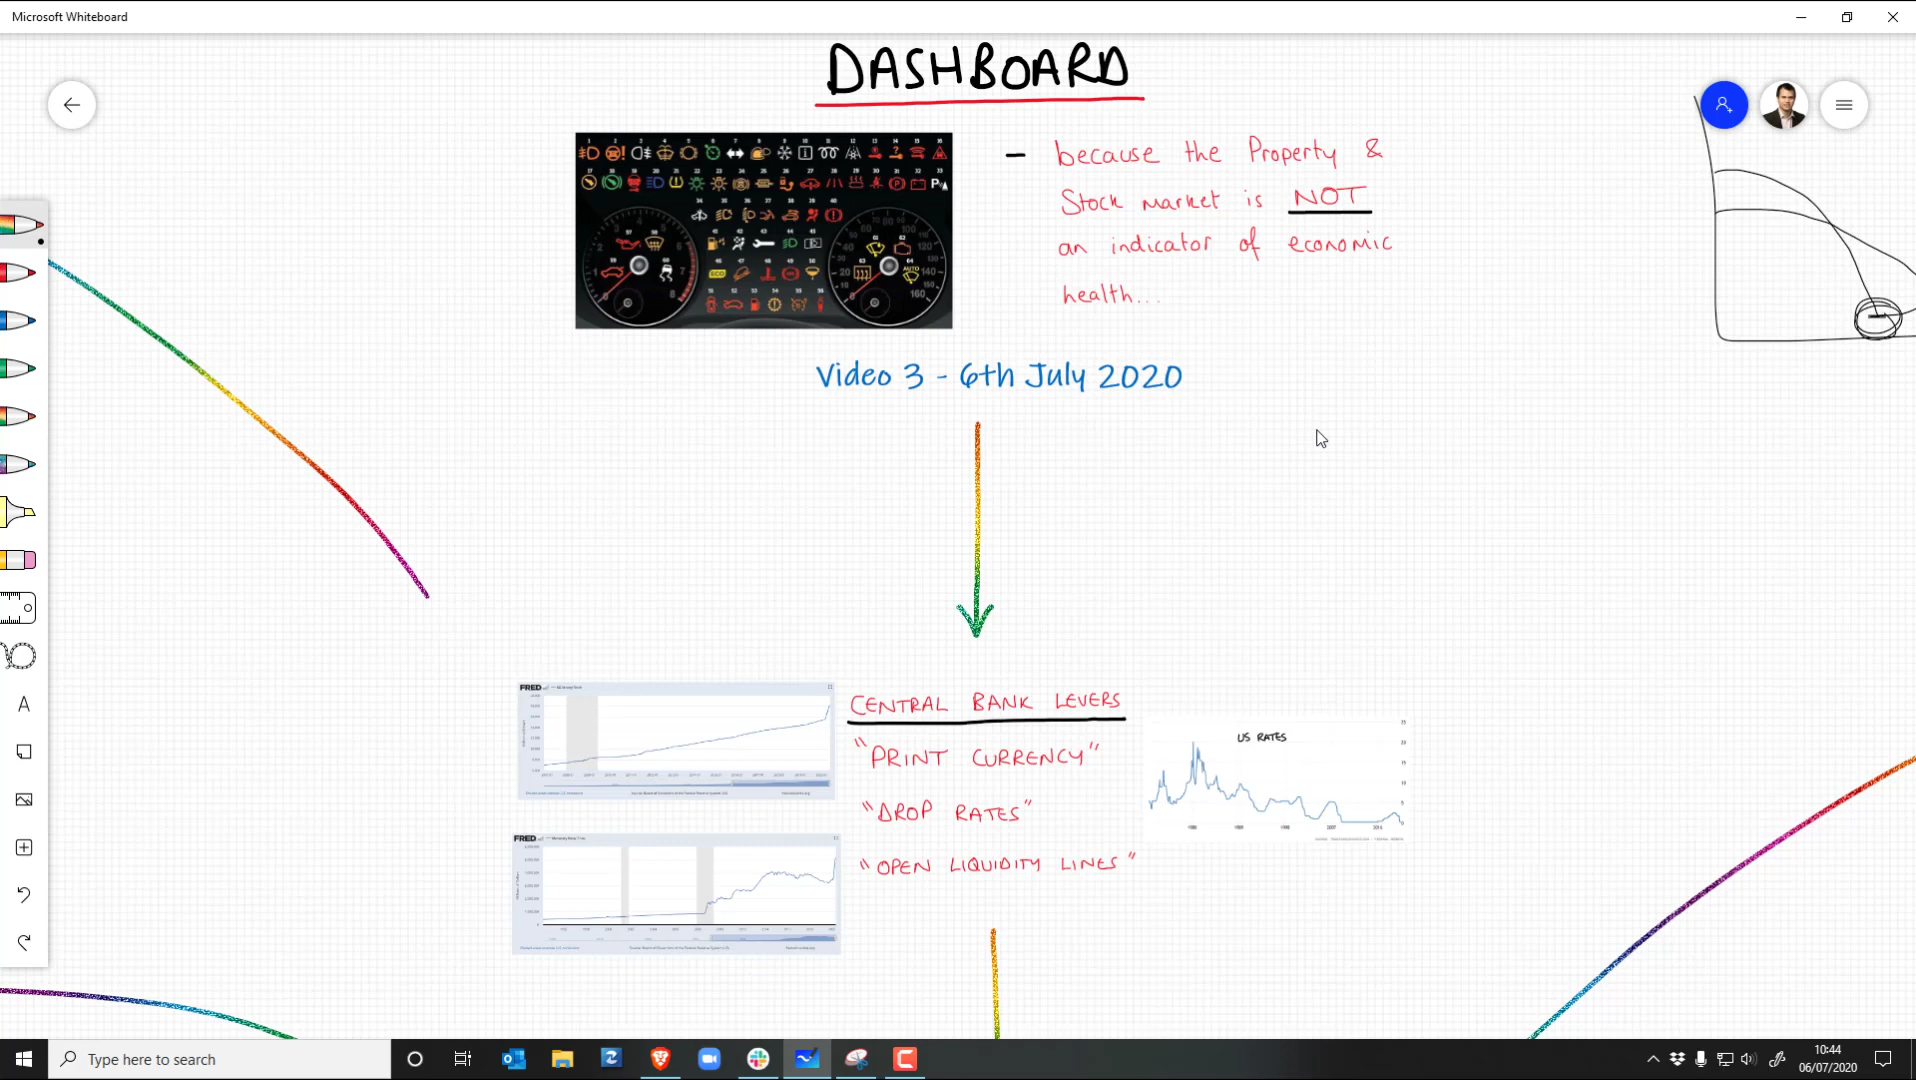 Microsoft Whiteboard
DASHBOARD
- because the Property &
Stock market is NOT
an indicator of economic
health...
Video 3 - 6th July 2020
FRED
CENTRAL BANK LEVERS
"PRINT CURRENCY"
"DROP RATES"
"OPEN LIQUIDITY LINES"
US RATES
FRED
Type here to search
10:44
06/07/2020